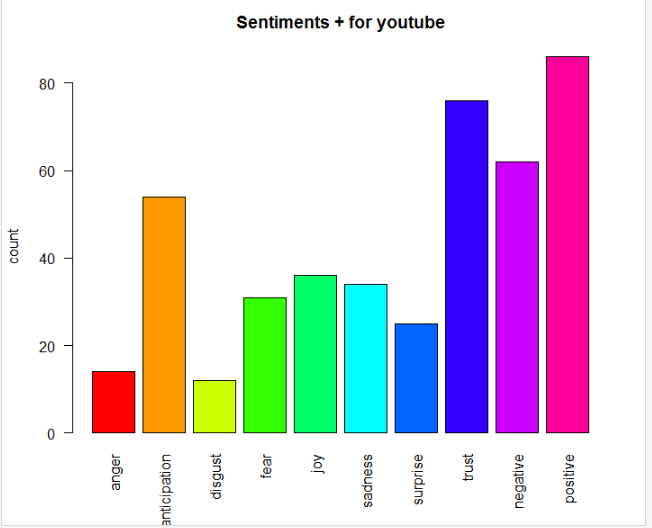 Sentiments + for youtube
count
80
60
40
20
0
anger
anticipation
disgust
fear
joy
sadness
surprise
trust
negative
positive